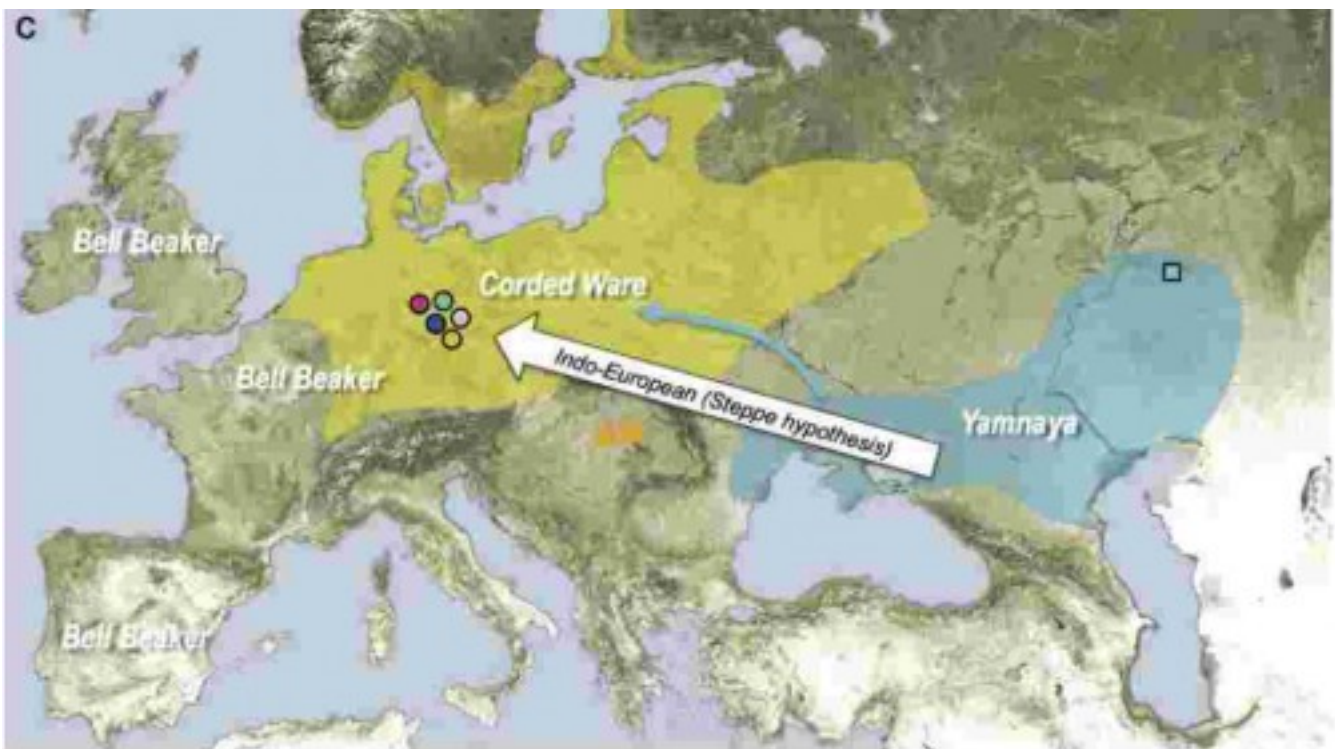 C
Bell Beaker
Corded Ware
Bell Beaker
Indo-European (Steppe hypothesis)
Yamnaya
Bell Beaker